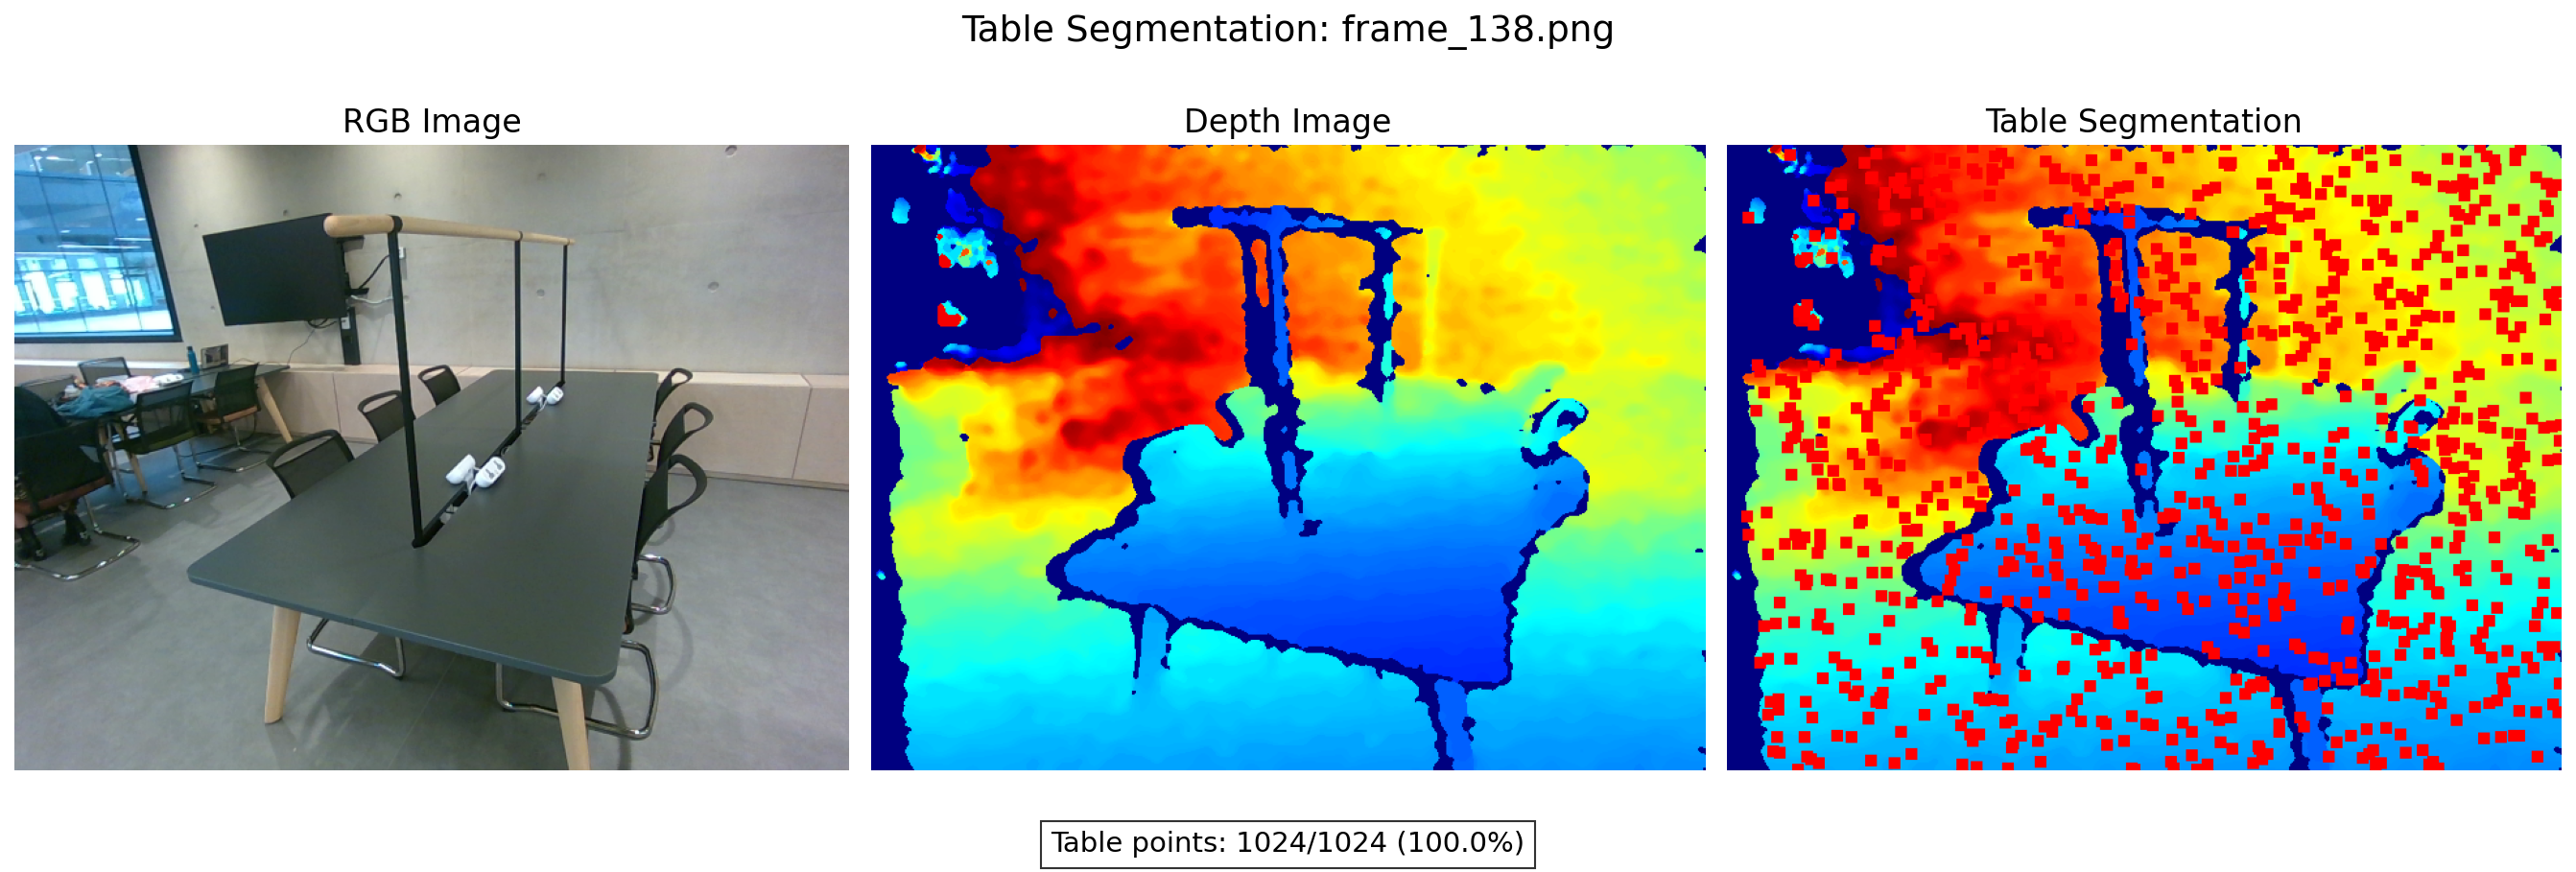 Table Segmentation: frame_138.png
RGB Image
Depth Image
Table Segmentation
Table points: 1024/1024 (100.0%)